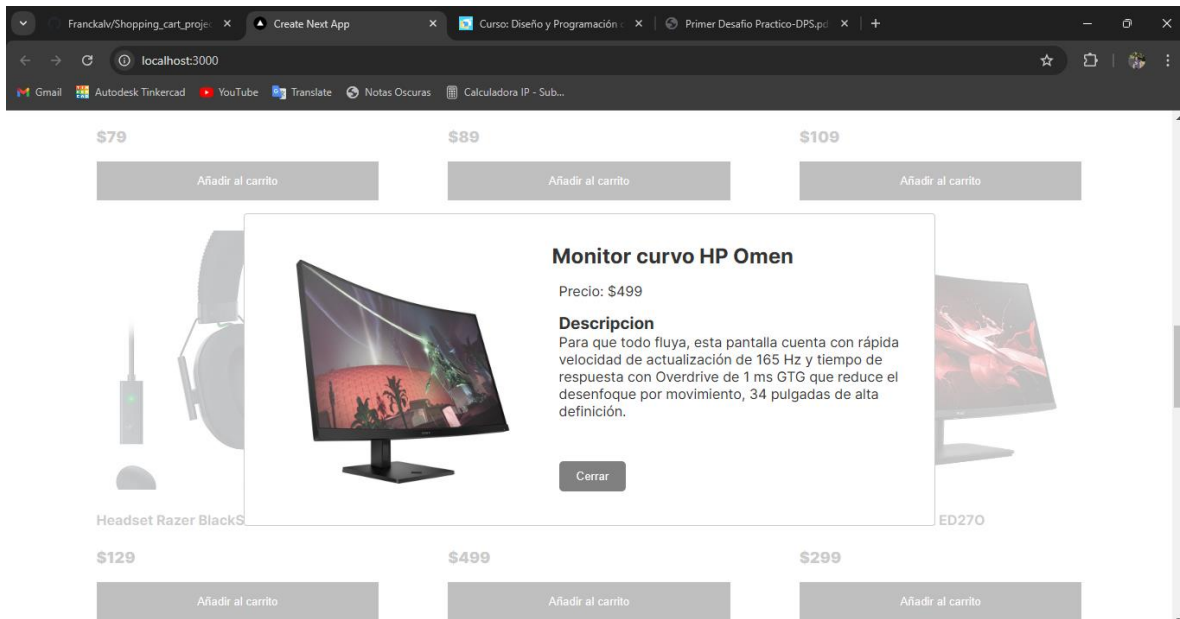 Franckalv/Shopping_cart_projec
Create Next App
Curso: Diseño y Programación
Primer Desafio Practico-DPS.pd
localhost:3000
Gmail
Autodesk Tinkercad
YouTube
Translate
Notas Oscuras
Calculadora IP - Sub...
$79
$89
$109
Añadir al carrito
Añadir al carrito
Añadir al carrito
Monitor curvo HP Omen
Precio: $499
Descripcion
Para que todo fluya, esta pantalla cuenta con rápida
velocidad de actualización de 165 Hz y tiempo de
respuesta con Overdrive de 1 ms GTG que reduce el
desenfoque por movimiento, 34 pulgadas de alta
definición.
Cerrar
Headset Razer BlackS
ED27O
$129
$499
$299
Añadir al carrito
Añadir al carrito
Añadir al carrito